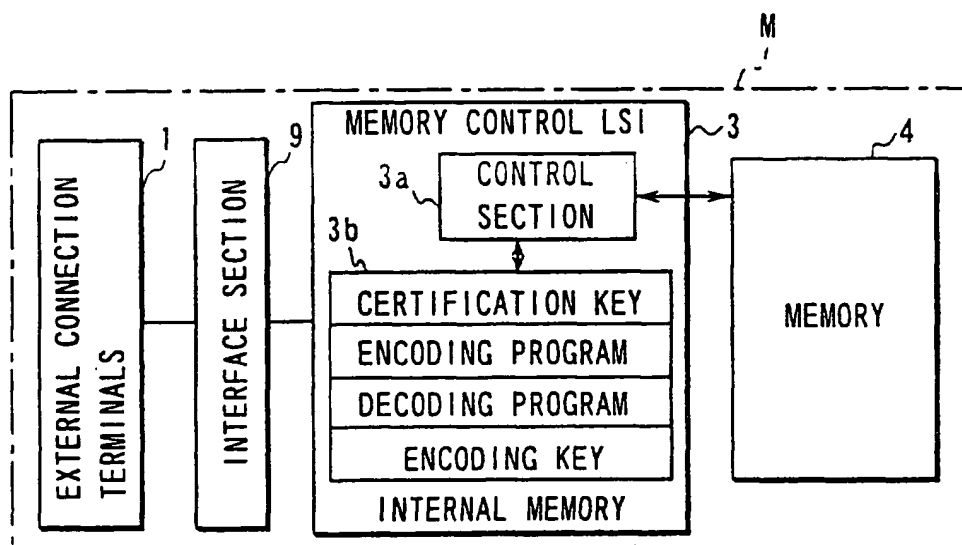 M
1
EXTERNAL CONNECTION
TERMINALS
9
INTERFACE SECTION
MEMORY CONTROL LSI
3
3a
CONTROL
SECTION
3b
CERTIFICATION KEY
ENCODING PROGRAM
DECODING PROGRAM
ENCODING KEY
INTERNAL MEMORY
4
MEMORY